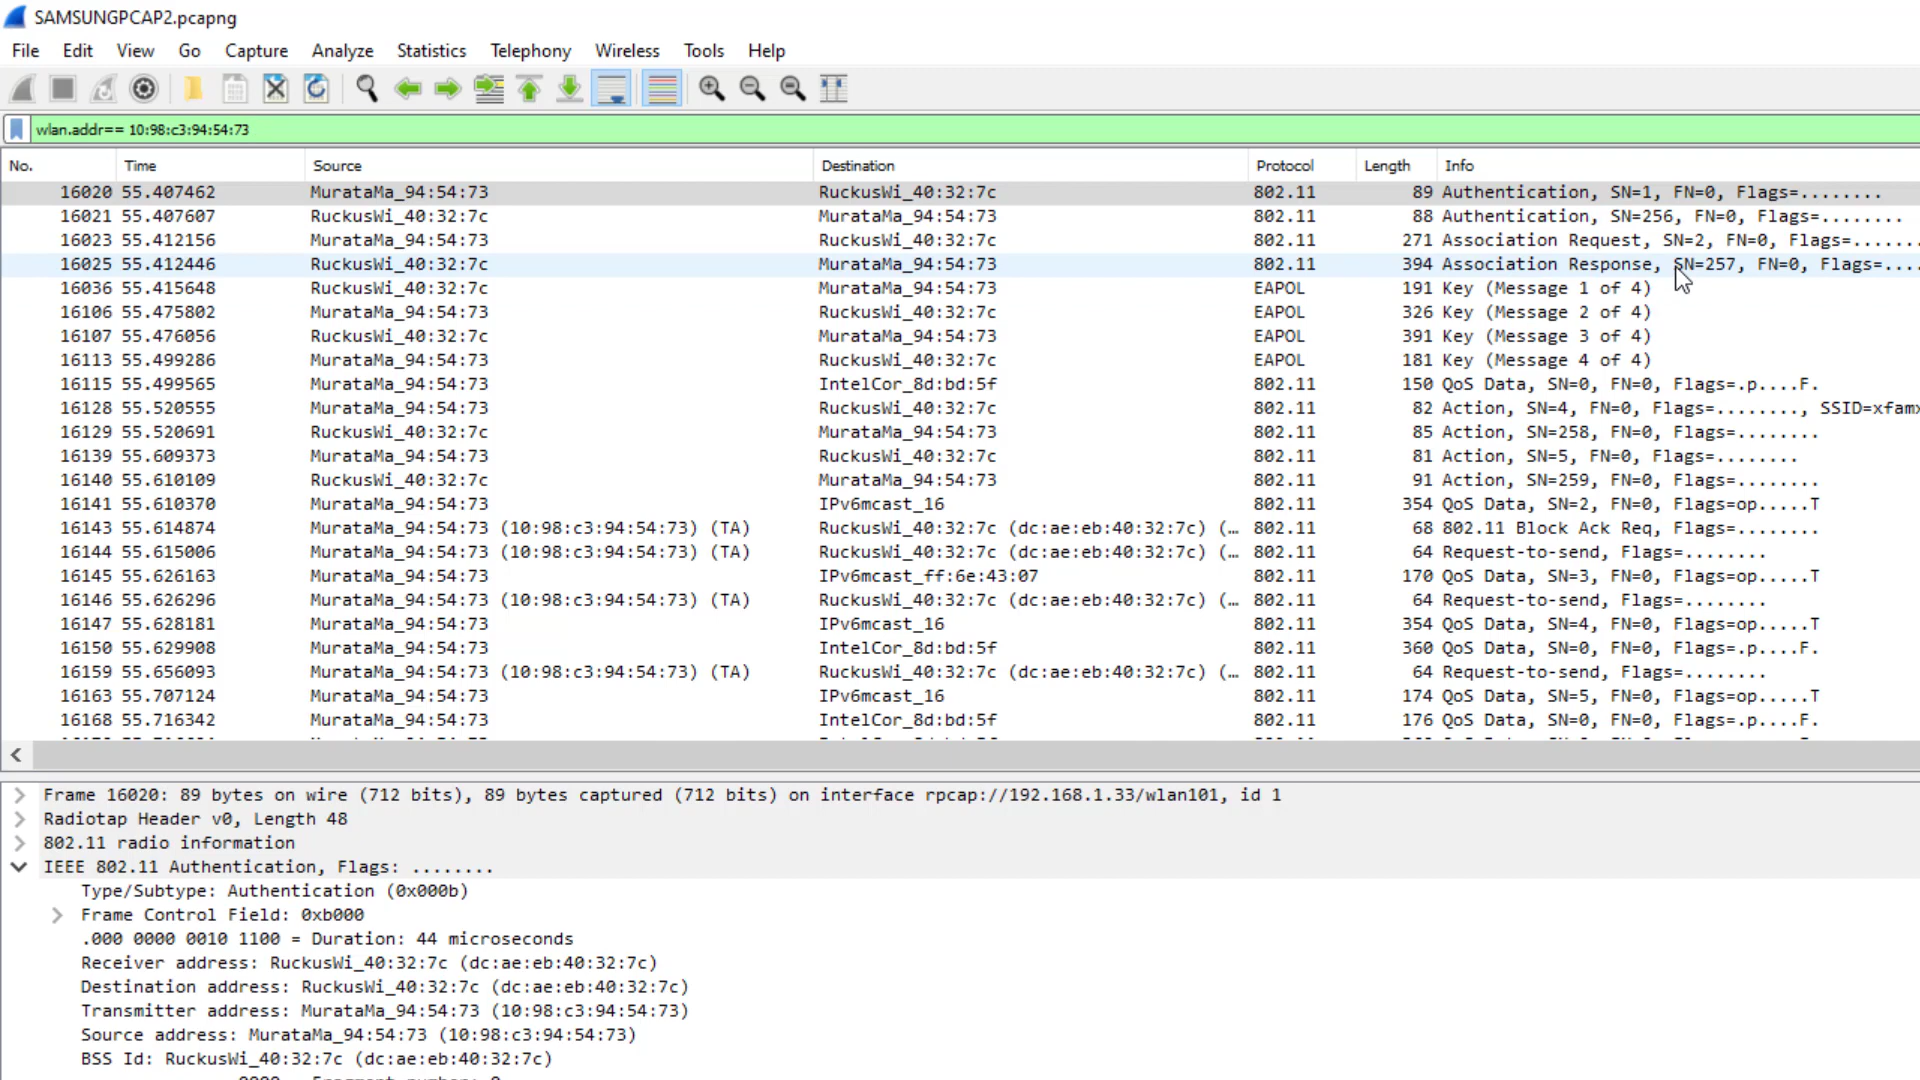 SAMSUNGPCAP2.pcapng
File Edit View Go Capture Analyze Statistics Telephony Wireless Tools Help
wlan.addr== 10:98:c3:94:54:73
No. Time Source Destination Protocol Length Info
16020 55.407462 MurataMa_94:54:73 RuckusWi_40:32:7c 802.11 89 Authentication, SN=1, FN=0, Flags=........
16021 55.407607 RuckusWi_40:32:7c MurataMa_94:54:73 802.11 88 Authentication, SN=256, FN=0, Flags=........
16023 55.412156 MurataMa_94:54:73 RuckusWi_40:32:7c 802.11 271 Association Request, SN=2, FN=0, Flags=.......
16025 55.412446 RuckusWi_40:32:7c MurataMa_94:54:73 802.11 394 Association Response, SN=257, FN=0, Flags=....
16036 55.415648 RuckusWi_40:32:7c MurataMa_94:54:73 EAPOL 191 Key (Message 1 of 4)
16106 55.475802 MurataMa_94:54:73 RuckusWi_40:32:7c EAPOL 326 Key (Message 2 of 4)
16107 55.476056 RuckusWi_40:32:7c MurataMa_94:54:73 EAPOL 391 Key (Message 3 of 4)
16113 55.499286 MurataMa_94:54:73 RuckusWi_40:32:7c EAPOL 181 Key (Message 4 of 4)
16115 55.499565 MurataMa_94:54:73 IntelCor_8d:bd:5f 802.11 150 QoS Data, SN=0, FN=0, Flags=.p....F.
16128 55.520555 MurataMa_94:54:73 RuckusWi_40:32:7c 802.11 82 Action, SN=4, FN=0, Flags=........, SSID=xfamx
16129 55.520691 RuckusWi_40:32:7c MurataMa_94:54:73 802.11 85 Action, SN=258, FN=0, Flags=........
16139 55.609373 MurataMa_94:54:73 RuckusWi_40:32:7c 802.11 81 Action, SN=5, FN=0, Flags=........
16140 55.610109 RuckusWi_40:32:7c MurataMa_94:54:73 802.11 91 Action, SN=259, FN=0, Flags=........
16141 55.610370 MurataMa_94:54:73 IPv6mcast_16 802.11 354 QoS Data, SN=2, FN=0, Flags=op.....T
16143 55.614874 MurataMa_94:54:73 (10:98:c3:94:54:73) (TA) RuckusWi_40:32:7c (dc:ae:eb:40:32:7c) (… 802.11 68 802.11 Block Ack Req, Flags=........
16144 55.615006 MurataMa_94:54:73 (10:98:c3:94:54:73) (TA) RuckusWi_40:32:7c (dc:ae:eb:40:32:7c) (… 802.11 64 Request-to-send, Flags=........
16145 55.626163 MurataMa_94:54:73 IPv6mcast_ff:6e:43:07 802.11 170 QoS Data, SN=3, FN=0, Flags=op.....T
16146 55.626296 MurataMa_94:54:73 (10:98:c3:94:54:73) (TA) RuckusWi_40:32:7c (dc:ae:eb:40:32:7c) (… 802.11 64 Request-to-send, Flags=........
16147 55.628181 MurataMa_94:54:73 IPv6mcast_16 802.11 354 QoS Data, SN=4, FN=0, Flags=op.....T
16150 55.629908 MurataMa_94:54:73 IntelCor_8d:bd:5f 802.11 360 QoS Data, SN=0, FN=0, Flags=.p....F.
16159 55.656093 MurataMa_94:54:73 (10:98:c3:94:54:73) (TA) RuckusWi_40:32:7c (dc:ae:eb:40:32:7c) (… 802.11 64 Request-to-send, Flags=........
16163 55.707124 MurataMa_94:54:73 IPv6mcast_16 802.11 174 QoS Data, SN=5, FN=0, Flags=op.....T
16168 55.716342 MurataMa_94:54:73 IntelCor_8d:bd:5f 802.11 176 QoS Data, SN=0, FN=0, Flags=.p....F.
Frame 16020: 89 bytes on wire (712 bits), 89 bytes captured (712 bits) on interface rpcap://192.168.1.33/wlan101, id 1
Radiotap Header v0, Length 48
802.11 radio information
IEEE 802.11 Authentication, Flags: ........
Type/Subtype: Authentication (0x000b)
Frame Control Field: 0xb000
.000 0000 0010 1100 = Duration: 44 microseconds
Receiver address: RuckusWi_40:32:7c (dc:ae:eb:40:32:7c)
Destination address: RuckusWi_40:32:7c (dc:ae:eb:40:32:7c)
Transmitter address: MurataMa_94:54:73 (10:98:c3:94:54:73)
Source address: MurataMa_94:54:73 (10:98:c3:94:54:73)
BSS Id: RuckusWi_40:32:7c (dc:ae:eb:40:32:7c)